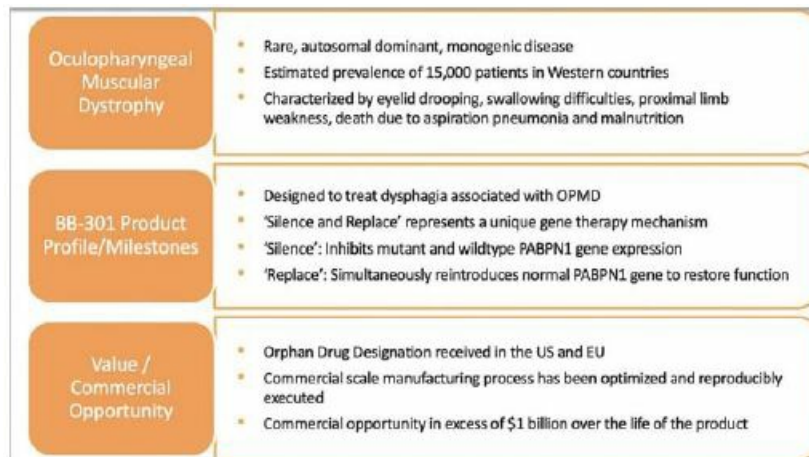 Oculopharyngeal
Muscular
Dystrophy
• Rare, autosomal dominant, monogenic disease
• Estimated prevalence of 15,000 patients in Western countries
• Characterized by eyelid drooping, swallowing difficulties, proximal limb
weakness, death due to aspiration pneumonia and malnutrition
BB-301 Product
Profile/Milestones
• Designed to treat dysphagia associated with OPMD
• 'Silence and Replace' represents a unique gene therapy mechanism
• 'Silence': Inhibits mutant and wildtype PABPN1 gene expression
• 'Replace': Simultaneously reintroduces normal PABPN1 gene to restore function
Value /
Commercial
Opportunity
• Orphan Drug Designation received in the US and EU
• Commercial scale manufacturing process has been optimized and reproducibly
executed
• Commercial opportunity in excess of $1 billion over the life of the product